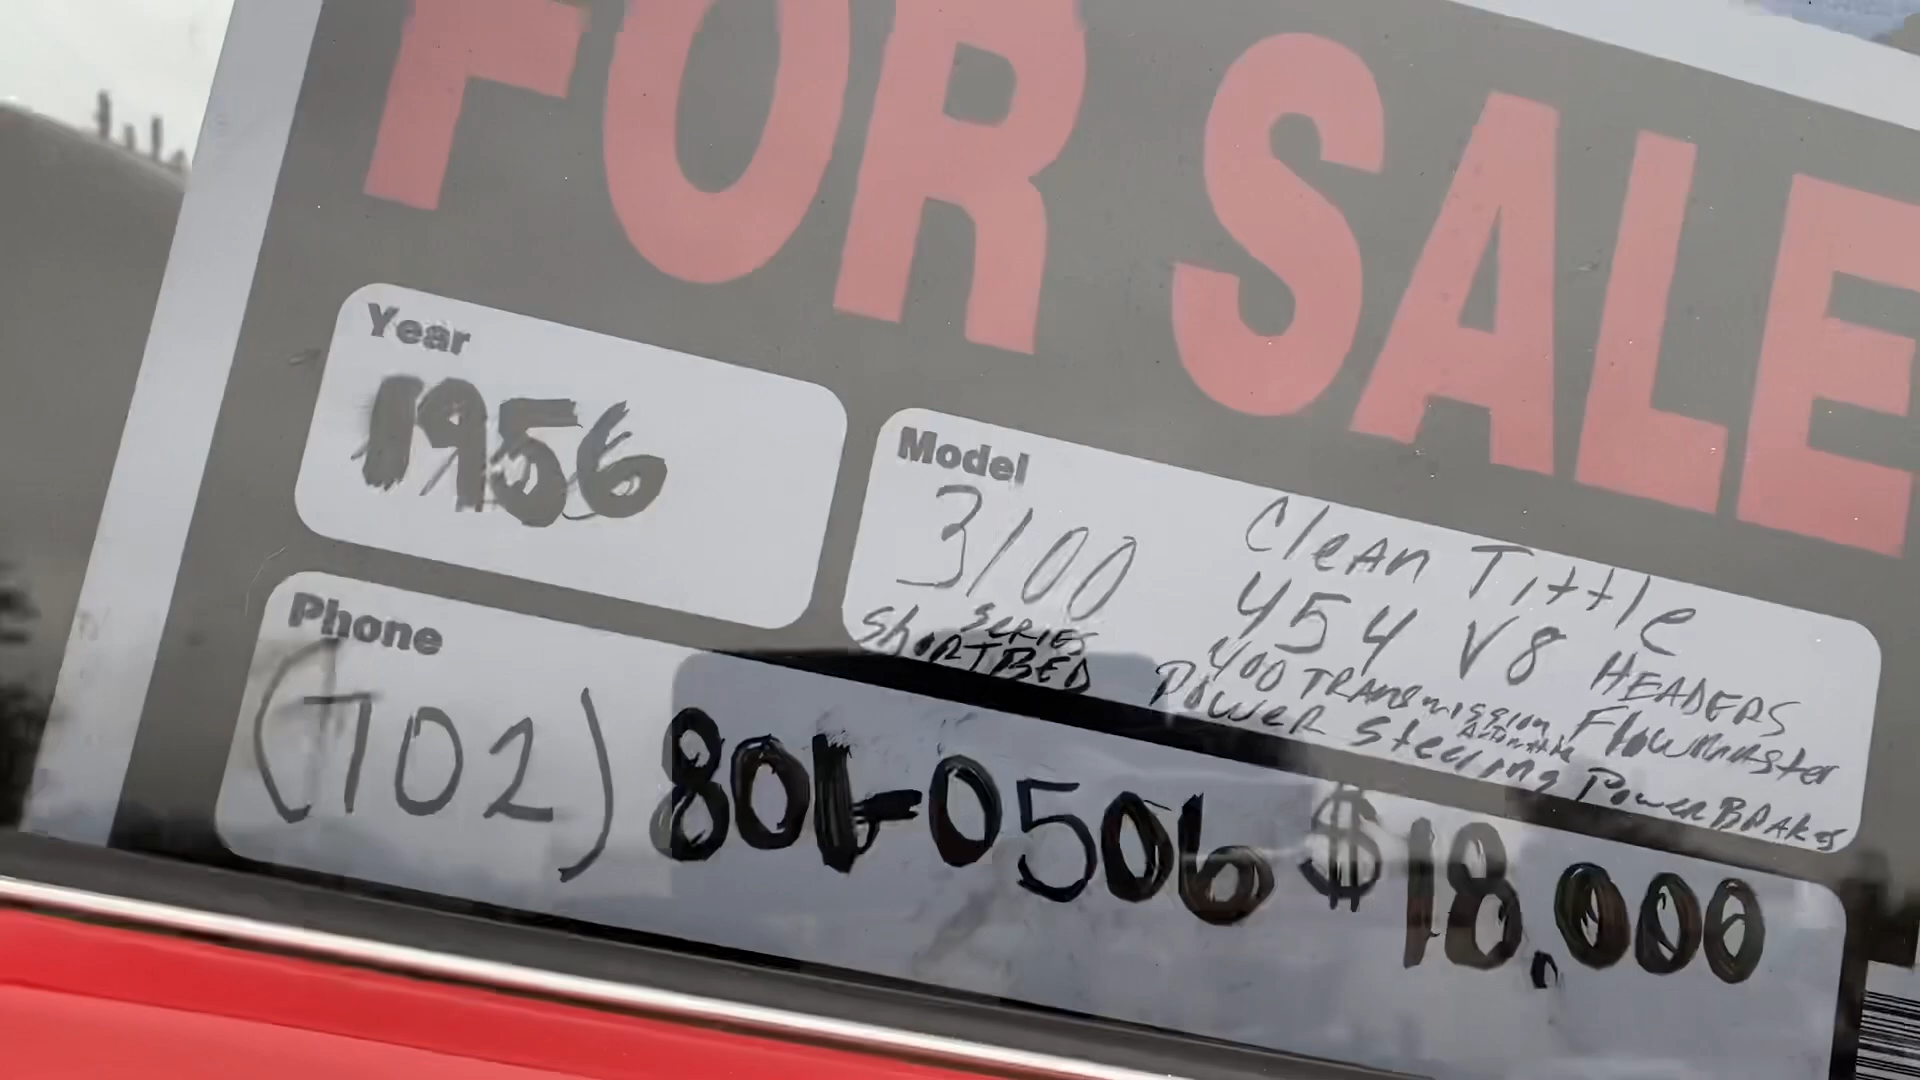 FOR SALE
Year
1956
Model
3100
SERIES
ShORTBED
CleAn Tittle
454 V8 HEADERS
400 TRAnsmission Flowmaster
Automatic
POWER Steering Power BRAKes
Phone
(702) 801-0506 $18,000